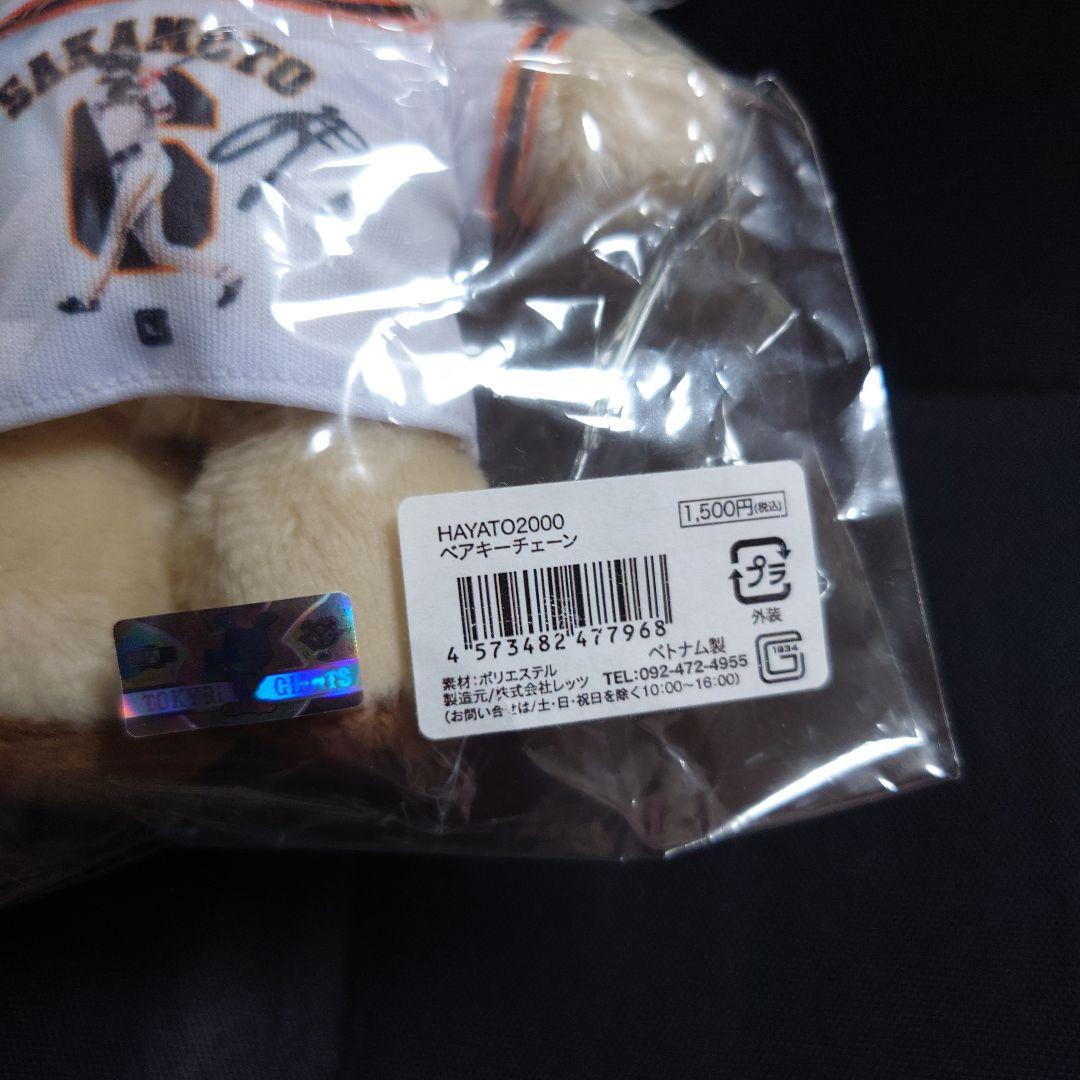 SAKAMOTO
6
HAYATO2000
ベアキーチェーン
1,500円(税込)
プラ
外装
4 573482 477968
ベトナム製
素材:ポリエステル
製造元/株式会社レッツ TEL:092-472-4955
(お問い合せは/土・日・祝日を除く10:00~16:00)
1934
G
GIANTS